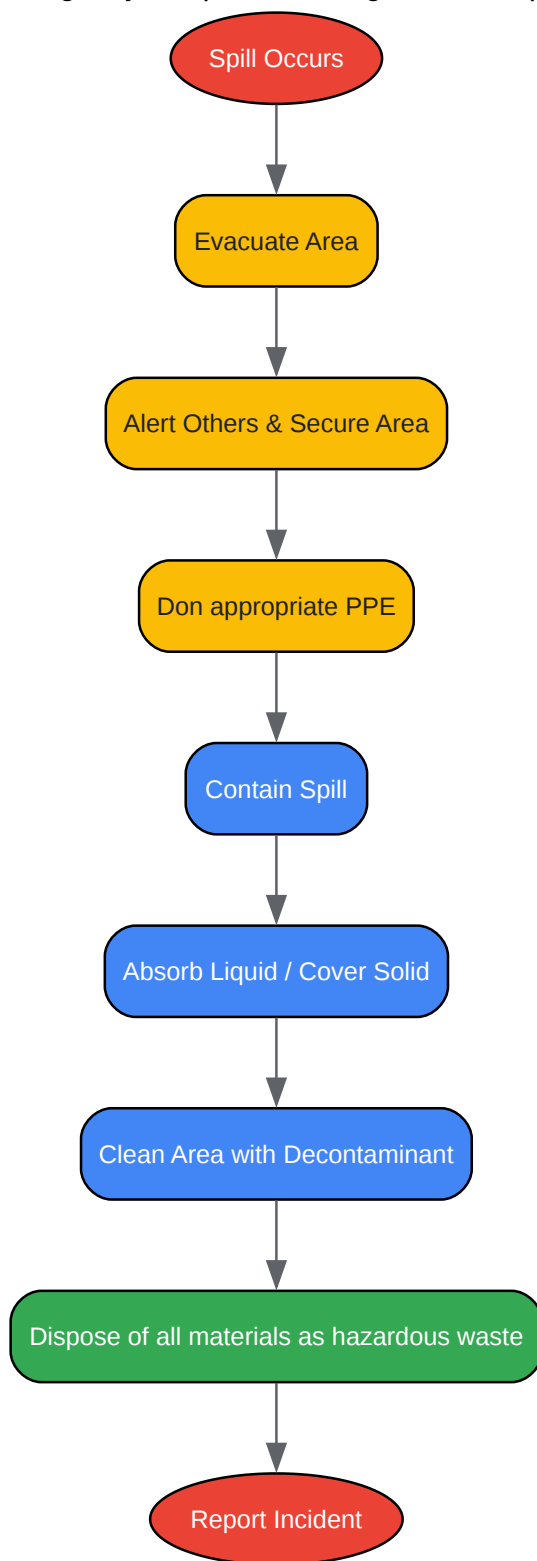 Spill Occurs
Evacuate Area
Alert Others & Secure Area
Don appropriate PPE
Contain Spill
Absorb Liquid / Cover Solid
Clean Area with Decontaminant
Dispose of all materials as hazardous waste
Report Incident